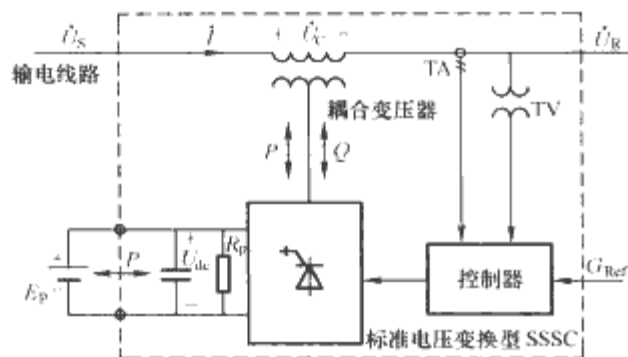 U̇S
İ
+ U̇C −
U̇R
输电线路
TA
TV
耦合变压器
P
Q
+
Udc
−
RP
+
EP
−
P
控制器
GRef
标准电压变换型 SSSC